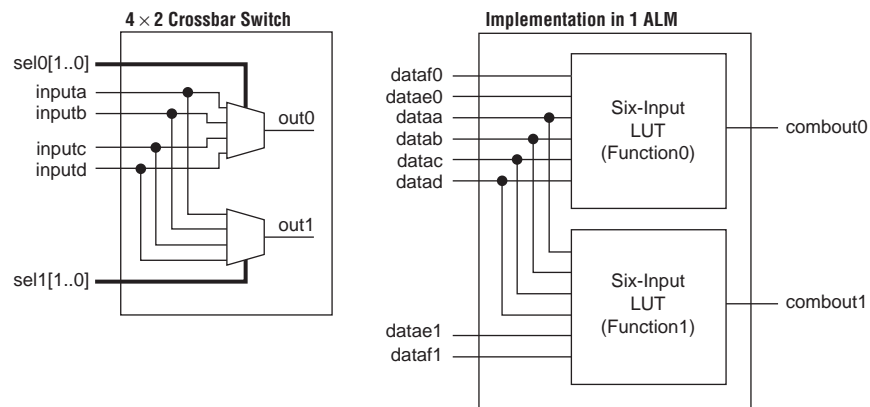 4 × 2 Crossbar Switch
sel0[1..0]
inputa
inputb
inputc
inputd
out0
out1
sel1[1..0]
Implementation in 1 ALM
dataf0
datae0
dataa
datab
datac
datad
Six-Input
LUT
(Function0)
combout0
Six-Input
LUT
(Function1)
combout1
datae1
dataf1